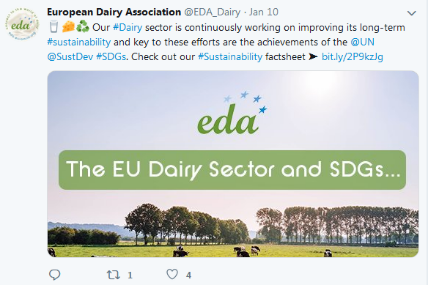 European Dairy Association @EDA_Dairy · Jan 10
🥛🧀♻ Our #Dairy sector is continuously working on improving its long-term
#sustainability and key to these efforts are the achievements of the @UN
@SustDev #SDGs. Check out our #Sustainability factsheet ➤ bit.ly/2P9kzJg
eda
The EU Dairy Sector and SDGs...
1 4